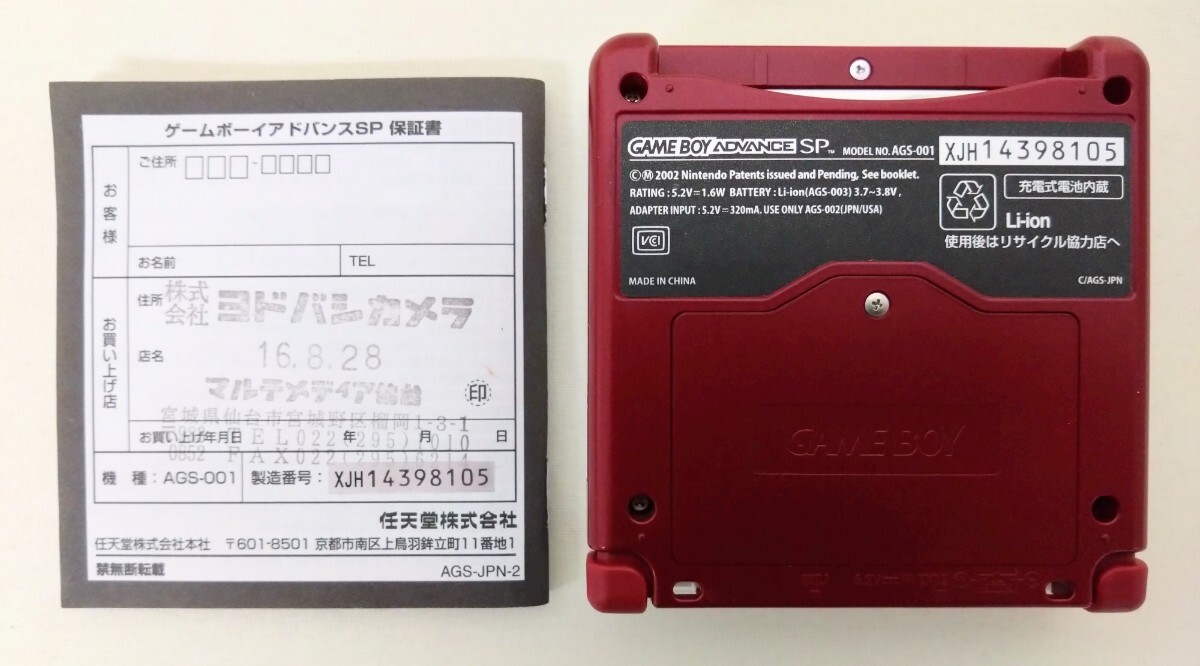 ゲームボーイアドバンスSP 保証書
お客様
ご住所 □□□-□□□□
お名前
TEL
お買い上げ店
住所
株式会社 ヨドバシカメラ
店名
16.8.28
マルチメディア仙台
印
宮城県仙台市宮城野区榴岡1-3-1
TEL022(295)1010
お買い上げ年月日 年 月 日
0852 FAX022(295)6214
機 種:AGS-001
製造番号: XJH14398105
任天堂株式会社
任天堂株式会社本社 〒601-8501 京都市南区上鳥羽鉾立町11番地1
禁無断転載
AGS-JPN-2
GAME BOY ADVANCE SP™ MODEL NO. AGS-001 XJH14398105
©Ⓜ 2002 Nintendo Patents issued and Pending, See booklet.
RATING : 5.2V⎓1.6W BATTERY : Li-ion(AGS-003) 3.7~3.8V,
ADAPTER INPUT : 5.2V⎓320mA. USE ONLY AGS-002(JPN/USA)
VCI
充電式電池内蔵
Li-ion
使用後はリサイクル協力店へ
MADE IN CHINA
C/AGS-JPN
GAME BOY